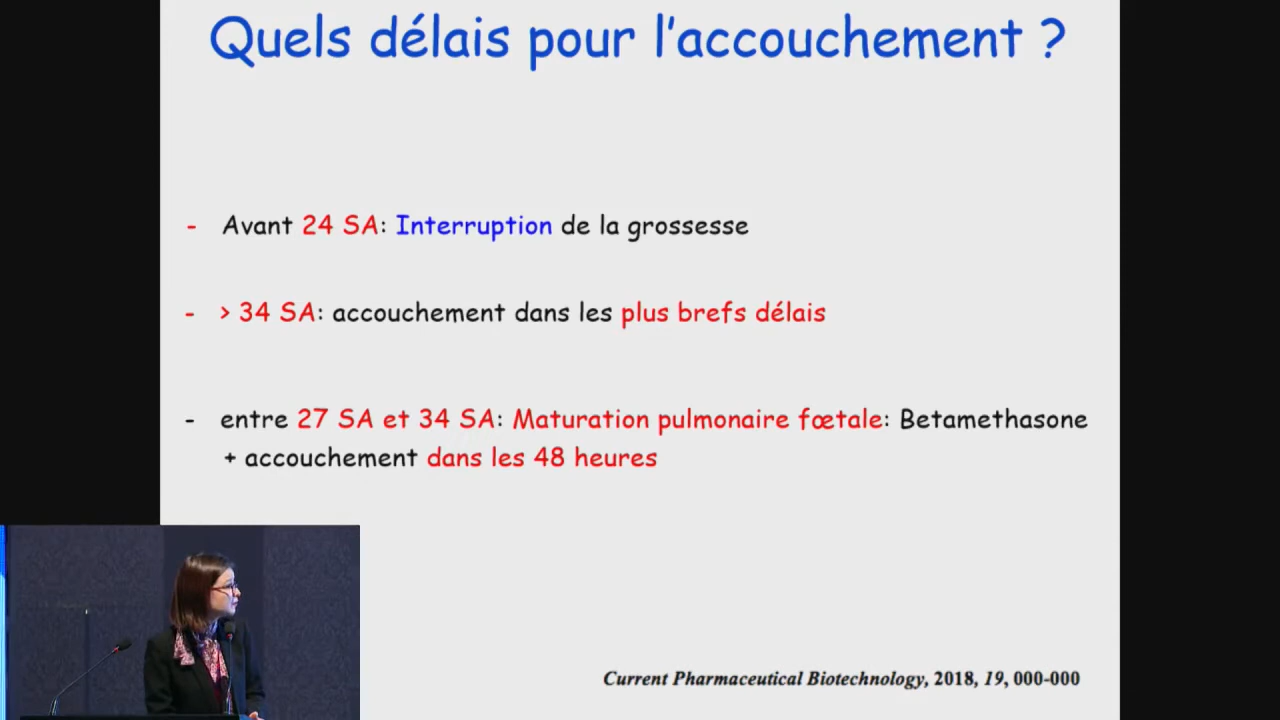 Quels délais pour l'accouchement ?
- Avant 24 SA: Interruption de la grossesse
- > 34 SA: accouchement dans les plus brefs délais
- entre 27 SA et 34 SA: Maturation pulmonaire fœtale: Betamethasone
+ accouchement dans les 48 heures
Current Pharmaceutical Biotechnology, 2018, 19, 000-000